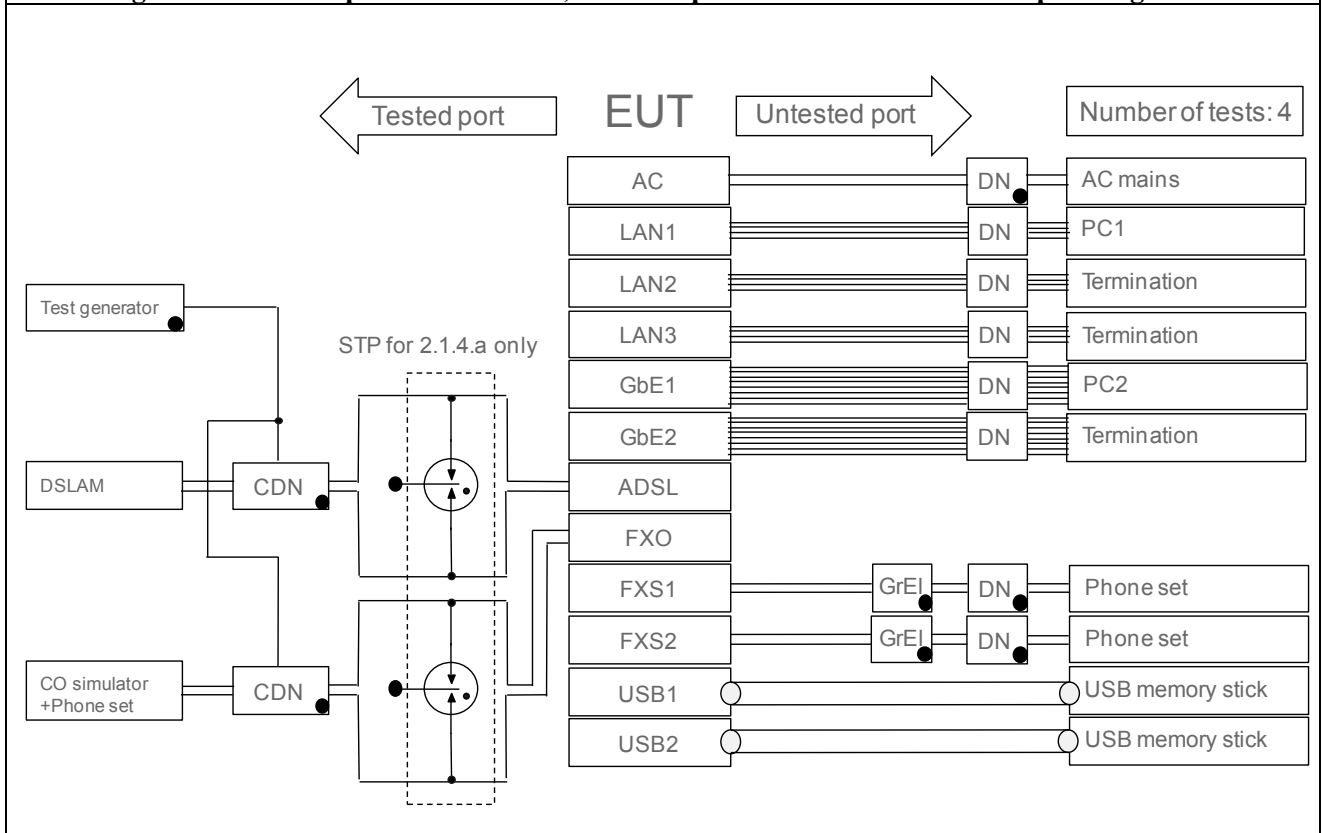 Tested port
EUT
Untested port
Number of tests: 4
AC
DN
AC mains
LAN1
DN
PC1
LAN2
DN
Termination
Test generator
LAN3
DN
Termination
STP for 2.1.4.a only
GbE1
DN
PC2
GbE2
DN
Termination
DSLAM
CDN
ADSL
FXO
FXS1
GrEl
DN
Phone set
FXS2
GrEl
DN
Phone set
CO simulator
+Phone set
CDN
USB1
USB memory stick
USB2
USB memory stick